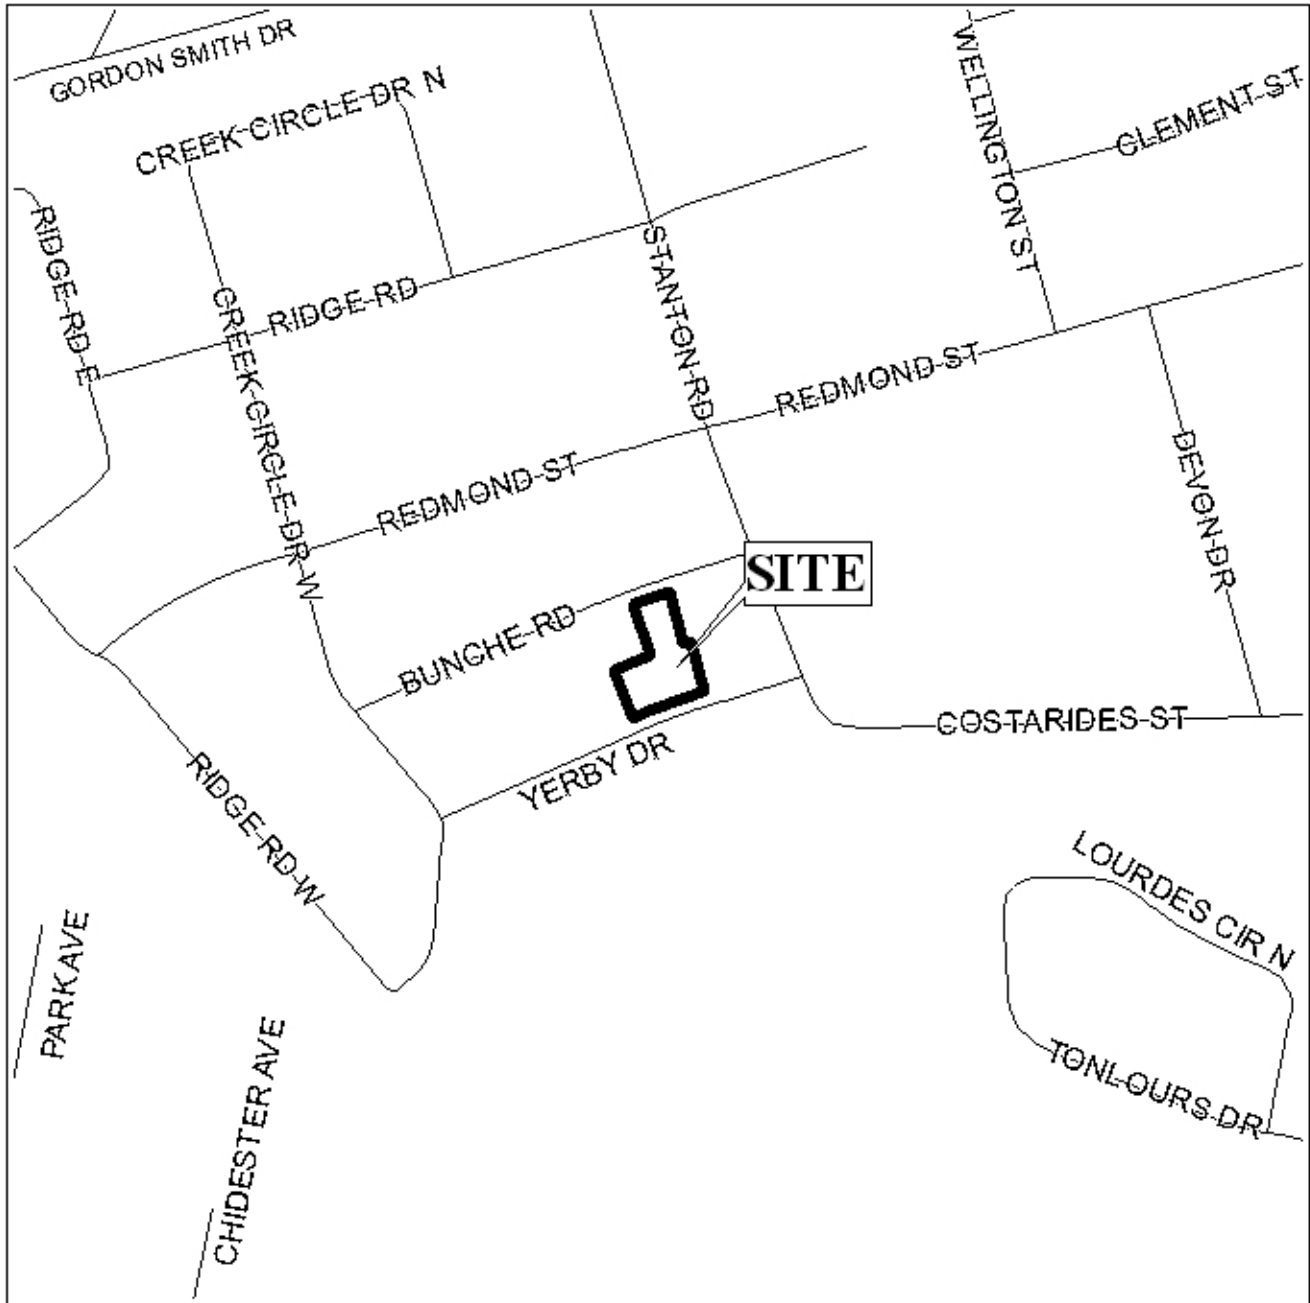 GORDON SMITH DR
CREEK CIRCLE DR N
WELLINGTON ST
CLEMENT ST
RIDGE RD E
RIDGE RD
CREEK CIRCLE DR W
STANTON RD
REDMOND ST
REDMOND ST
DEVON DR
SITE
BUNCHE RD
COSTARIDES ST
YERBY DR
RIDGE RD W
LOURDES CIR N
PARK AVE
TONLOURS DR
CHIDESTER AVE